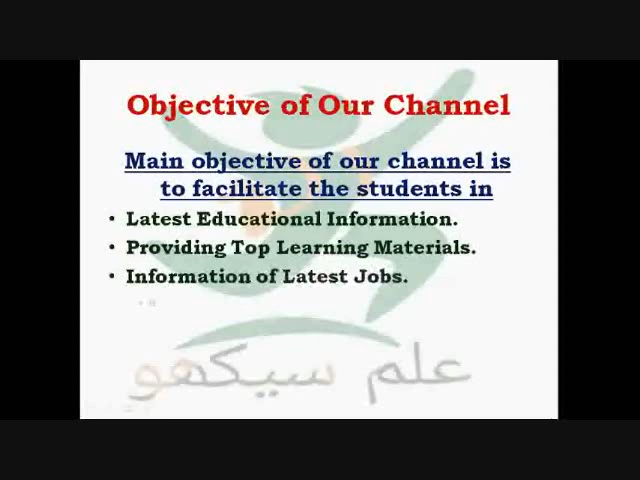 Objective of Our Channel
Main objective of our channel is
to facilitate the students in
• Latest Educational Information.
• Providing Top Learning Materials.
• Information of Latest Jobs.
علم سیکھو